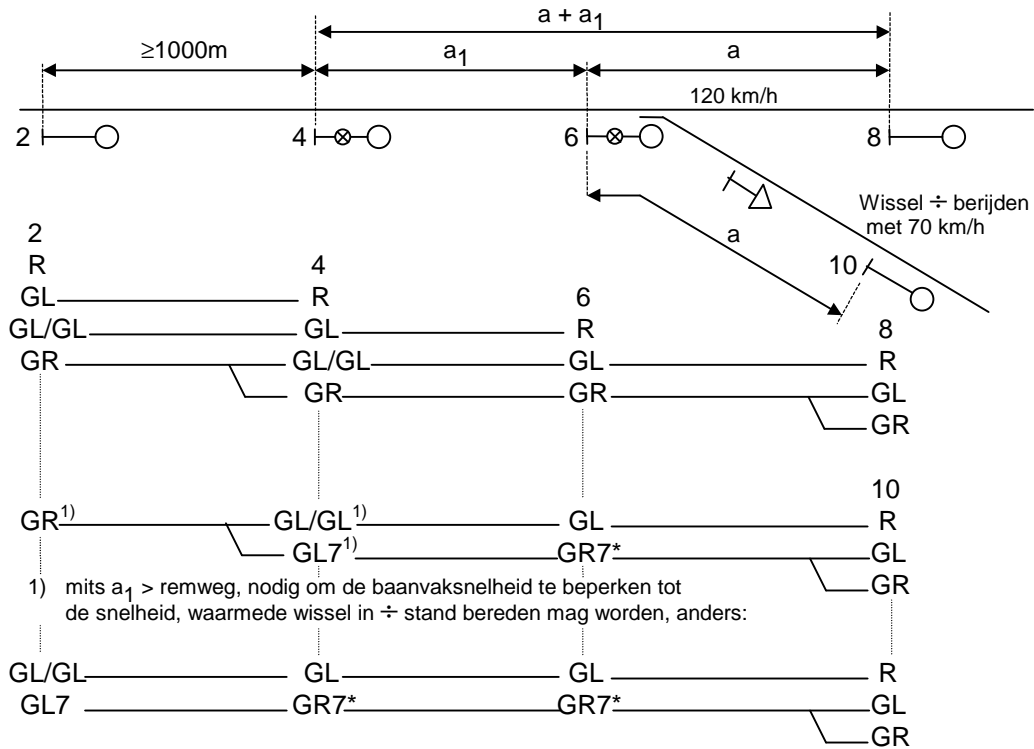 a + a1
≥1000m a1 a
120 km/h
2 4 6 8
Wissel ÷ berijden
met 70 km/h
a
10
2
R 4
GL R 6
GL/GL GL R 8
GR GL/GL GL R
GR GR GL
GR
10
GR1) GL/GL1) GL R
GL71) GR7* GL
GR
1) mits a1 > remweg, nodig om de baanvaksnelheid te beperken tot
de snelheid, waarmede wissel in ÷ stand bereden mag worden, anders:
GL/GL GL GL R
GL7 GR7* GR7* GL
GR